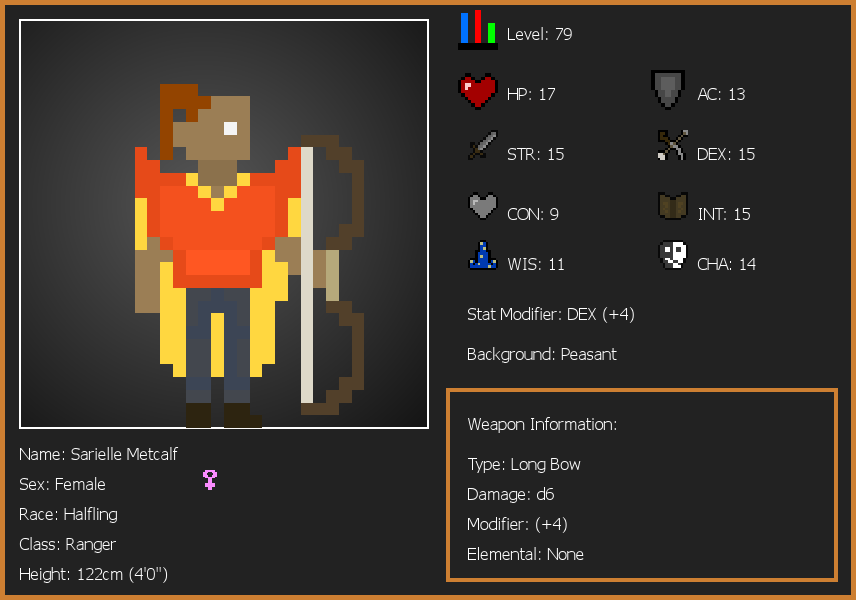 Level: 79
HP: 17
AC: 13
STR: 15
DEX: 15
CON: 9
INT: 15
WIS: 11
CHA: 14
Stat Modifier: DEX (+4)
Background: Peasant
Weapon Information:
Type: Long Bow
Damage: d6
Modifier: (+4)
Elemental: None
Name: Sarielle Metcalf
Sex: Female
Race: Halfling
Class: Ranger
Height: 122cm (4'0")